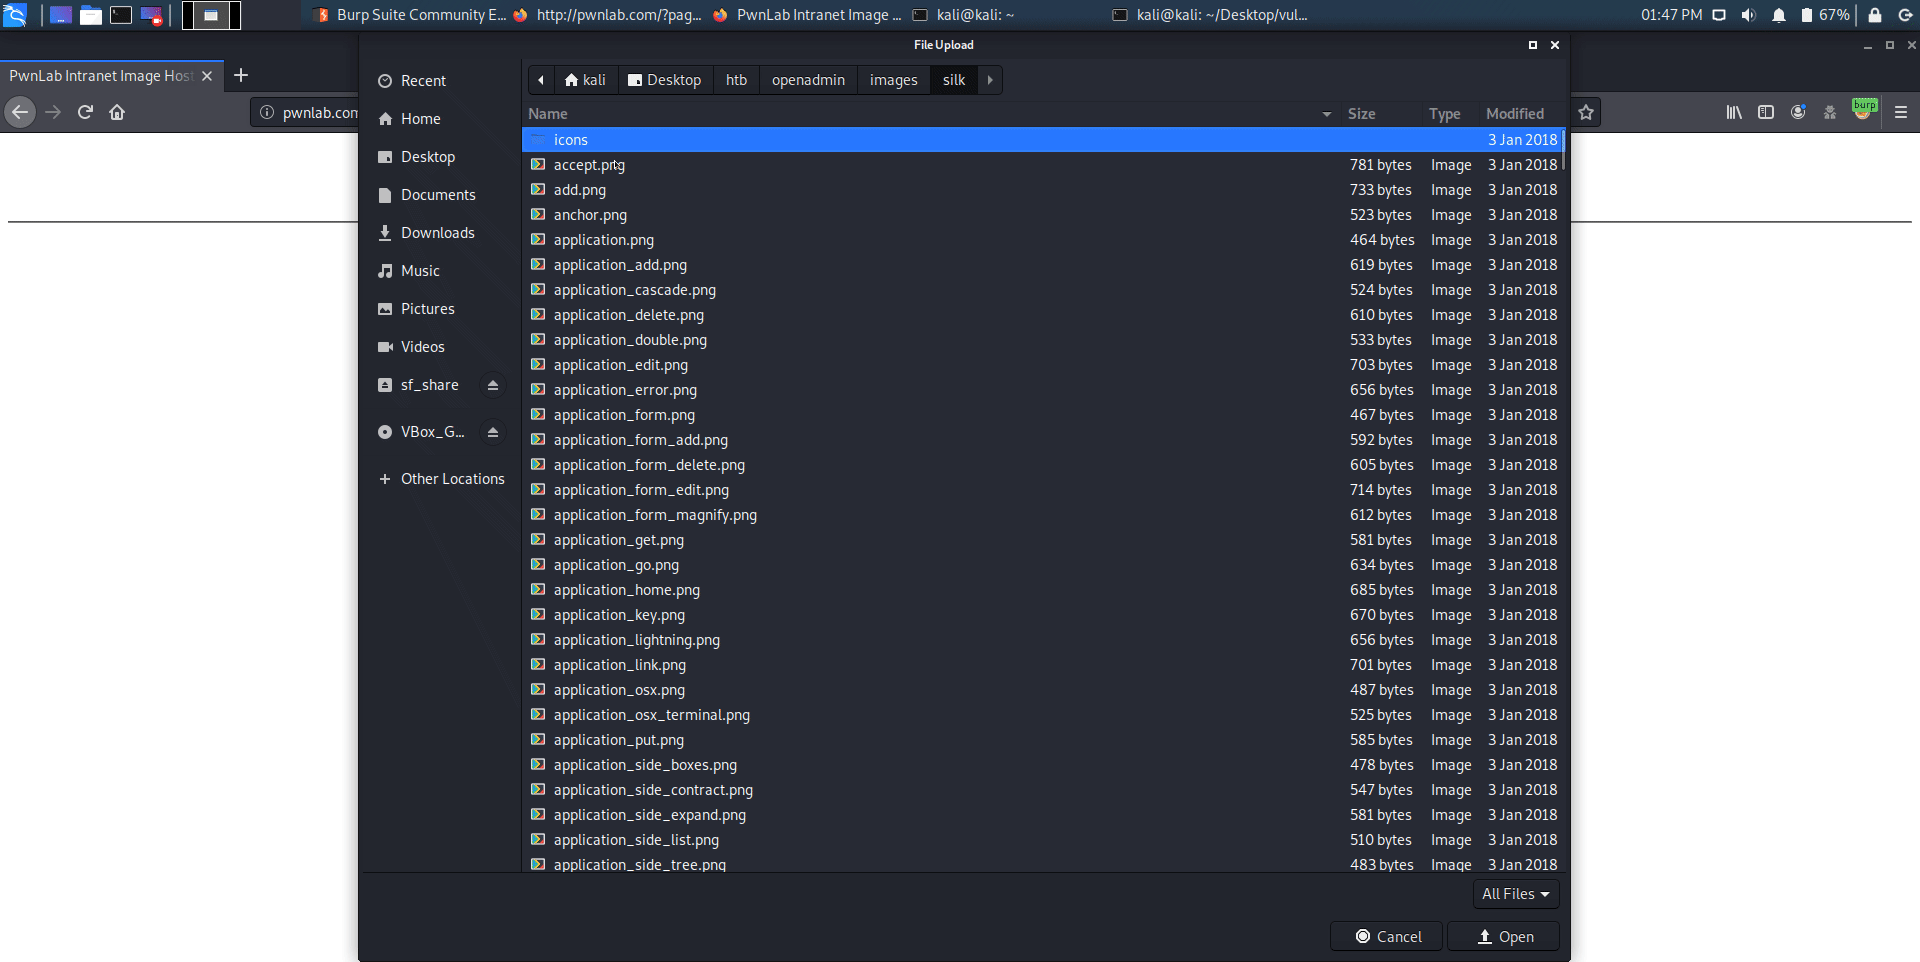 Burp Suite Community E... http://pwnlab.com/?pag... PwnLab Intranet Image ... kali@kali: ~ kali@kali: ~/Desktop/vul... 01:47 PM 67%
File Upload
PwnLab Intranet Image Host
pwnlab.com
burp
Recent
Home
Desktop
Documents
Downloads
Music
Pictures
Videos
sf_share
VBox_G...
Other Locations
kali Desktop htb openadmin images silk
Name Size Type Modified
icons 3 Jan 2018
accept.png 781 bytes Image 3 Jan 2018
add.png 733 bytes Image 3 Jan 2018
anchor.png 523 bytes Image 3 Jan 2018
application.png 464 bytes Image 3 Jan 2018
application_add.png 619 bytes Image 3 Jan 2018
application_cascade.png 524 bytes Image 3 Jan 2018
application_delete.png 610 bytes Image 3 Jan 2018
application_double.png 533 bytes Image 3 Jan 2018
application_edit.png 703 bytes Image 3 Jan 2018
application_error.png 656 bytes Image 3 Jan 2018
application_form.png 467 bytes Image 3 Jan 2018
application_form_add.png 592 bytes Image 3 Jan 2018
application_form_delete.png 605 bytes Image 3 Jan 2018
application_form_edit.png 714 bytes Image 3 Jan 2018
application_form_magnify.png 612 bytes Image 3 Jan 2018
application_get.png 581 bytes Image 3 Jan 2018
application_go.png 634 bytes Image 3 Jan 2018
application_home.png 685 bytes Image 3 Jan 2018
application_key.png 670 bytes Image 3 Jan 2018
application_lightning.png 656 bytes Image 3 Jan 2018
application_link.png 701 bytes Image 3 Jan 2018
application_osx.png 487 bytes Image 3 Jan 2018
application_osx_terminal.png 525 bytes Image 3 Jan 2018
application_put.png 585 bytes Image 3 Jan 2018
application_side_boxes.png 478 bytes Image 3 Jan 2018
application_side_contract.png 547 bytes Image 3 Jan 2018
application_side_expand.png 581 bytes Image 3 Jan 2018
application_side_list.png 510 bytes Image 3 Jan 2018
application_side_tree.png 483 bytes Image 3 Jan 2018
All Files
Cancel Open